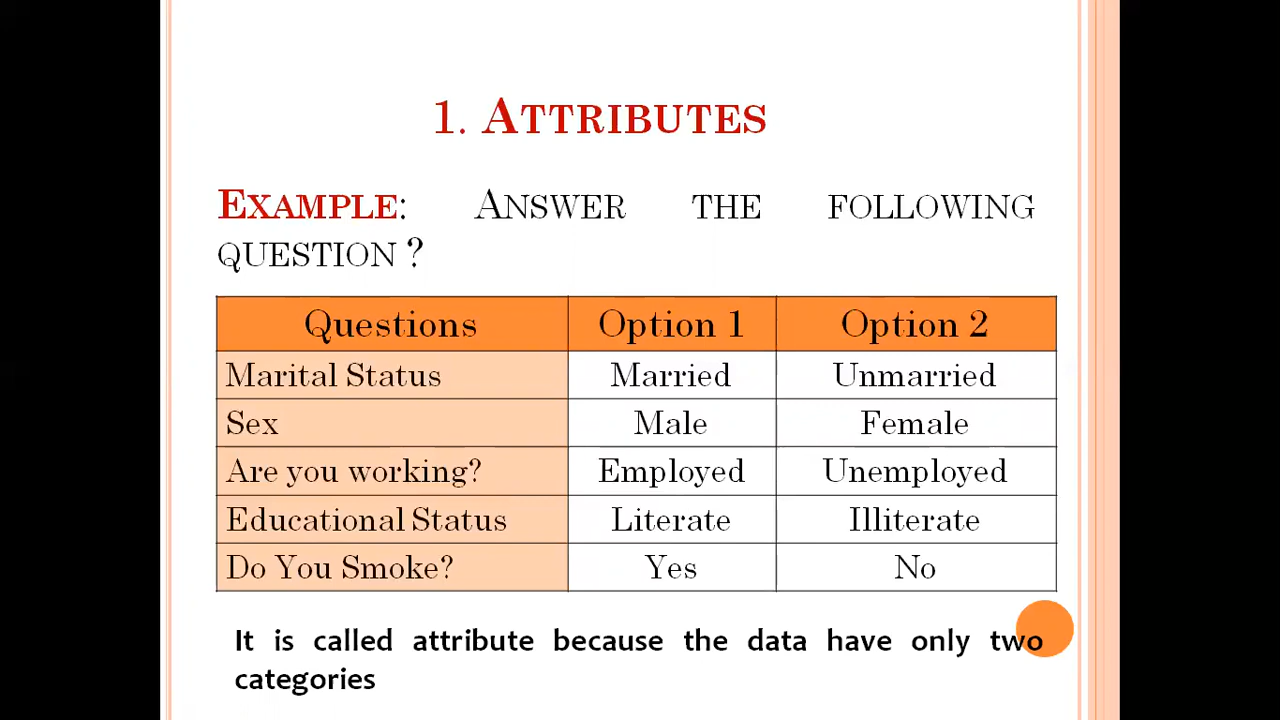 1. ATTRIBUTES
EXAMPLE: ANSWER THE FOLLOWING
QUESTION ?
Questions Option 1 Option 2
Marital Status Married Unmarried
Sex Male Female
Are you working? Employed Unemployed
Educational Status Literate Illiterate
Do You Smoke? Yes No
It is called attribute because the data have only two
categories